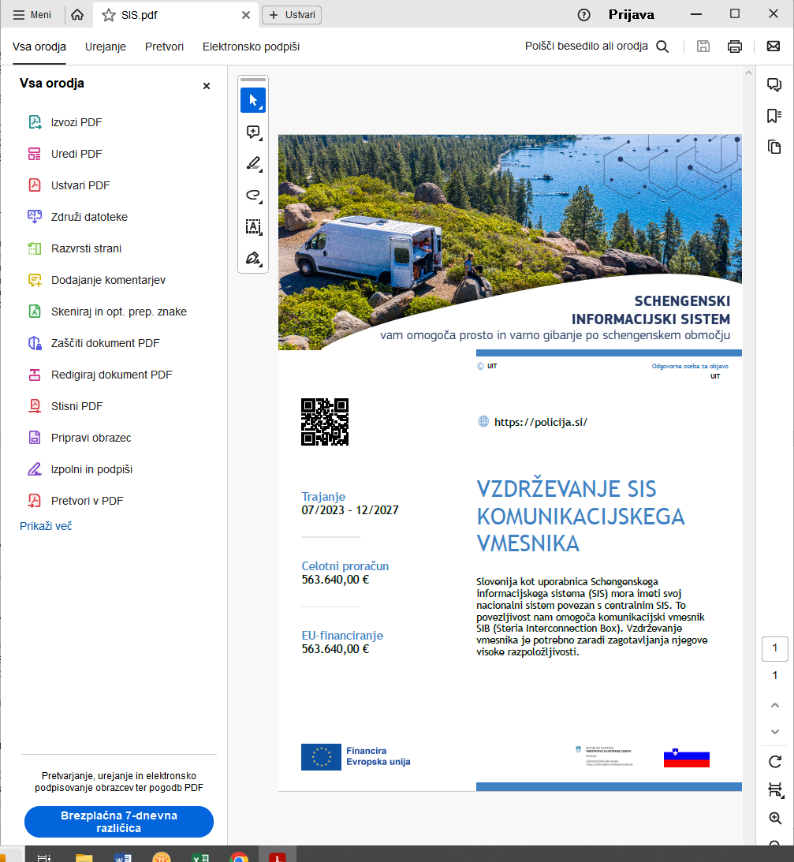 Meni
SIS.pdf
Ustvari
Prijava
Vsa orodja
Urejanje
Pretvori
Elektronsko podpiši
Poišči besedilo ali orodja
Vsa orodja
Izvozi PDF
Uredi PDF
Ustvari PDF
Združi datoteke
Razvrsti strani
Dodajanje komentarjev
Skeniraj in opt. prep. znake
Zaščiti dokument PDF
Redigiraj dokument PDF
Stisni PDF
Pripravi obrazec
Izpolni in podpiši
Pretvori v PDF
Prikaži več
Pretvarjanje, urejanje in elektronsko
podpisovanje obrazcev ter pogodb PDF
Brezplačna 7-dnevna
različica
SCHENGENSKI
INFORMACIJSKI SISTEM
vam omogoča prosto in varno gibanje po schengenskem območju
© UIT
Odgovorna oseba za objavo
UIT
https://policija.si/
Trajanje
07/2023 - 12/2027
Celotni proračun
563.640,00 €
EU-financiranje
563.640,00 €
VZDRŽEVANJE SIS
KOMUNIKACIJSKEGA
VMESNIKA
Slovenija kot uporabnica Schengenskega
informacijskega sistema (SIS) mora imeti svoj
nacionalni sistem povezan s centralnim SIS. To
povezljivost nam omogoča komunikacijski vmesnik
SIB (Steria Interconnection Box). Vzdrževanje
vmesnika je potrebno zaradi zagotavljanja njegove
visoke razpoložljivosti.
Financira
Evropska unija
1
1